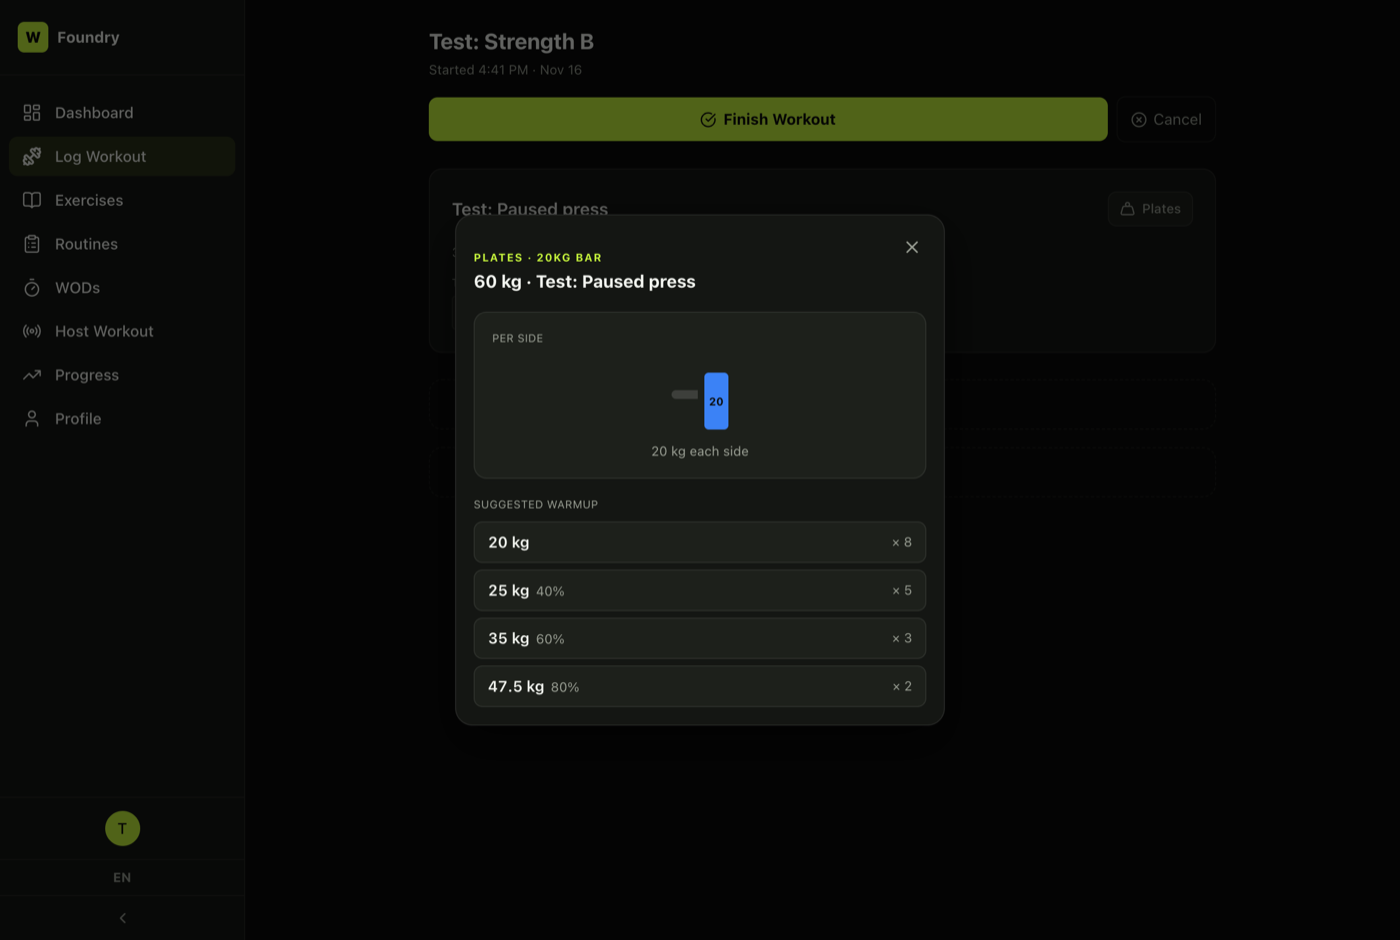 W Foundry
Dashboard
Log Workout
Exercises
Routines
WODs
Host Workout
Progress
Profile
T
EN
Test: Strength B
Started 4:41 PM · Nov 16
Finish Workout
Cancel
Test: Paused press
Plates
PLATES · 20KG BAR
60 kg · Test: Paused press
PER SIDE
20
20 kg each side
SUGGESTED WARMUP
20 kg × 8
25 kg 40% × 5
35 kg 60% × 3
47.5 kg 80% × 2